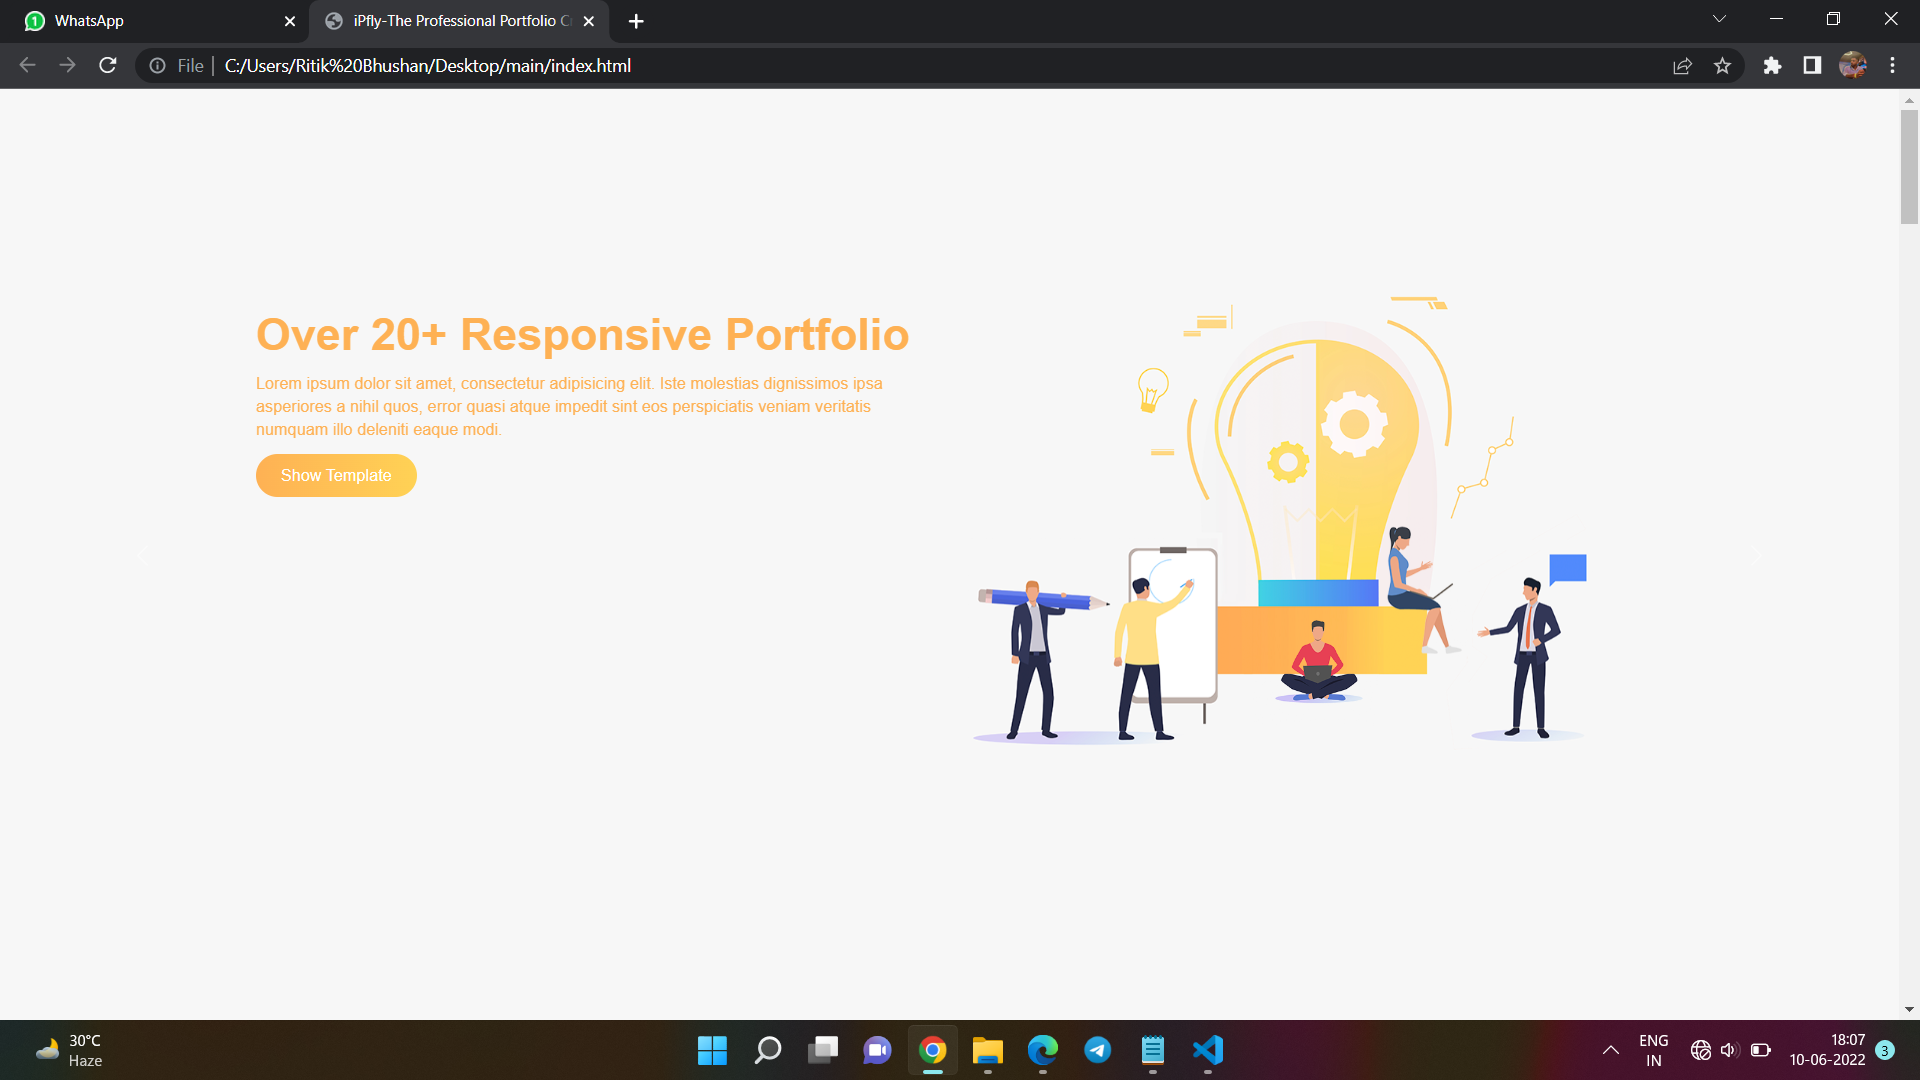 WhatsApp
iPfly-The Professional Portfolio
File
C:/Users/Ritik%20Bhushan/Desktop/main/index.html
Over 20+ Responsive Portfolio
Lorem ipsum dolor sit amet, consectetur adipisicing elit. Iste molestias dignissimos ipsa
asperiores a nihil quos, error quasi atque impedit sint eos perspiciatis veniam veritatis
numquam illo deleniti eaque modi.
Show Template
30°C
Haze
ENG
IN
18:07
10-06-2022
3